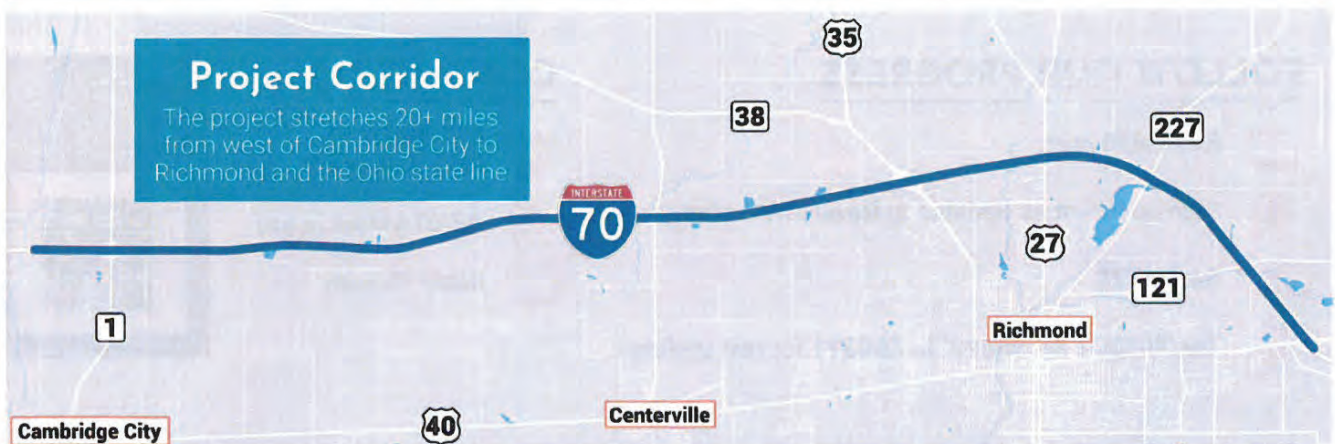 Project Corridor
The project stretches 20+ miles
from west of Cambridge City to
Richmond and the Ohio state line
35
38
227
INTERSTATE
70
27
121
1
Richmond
Centerville
Cambridge City
40